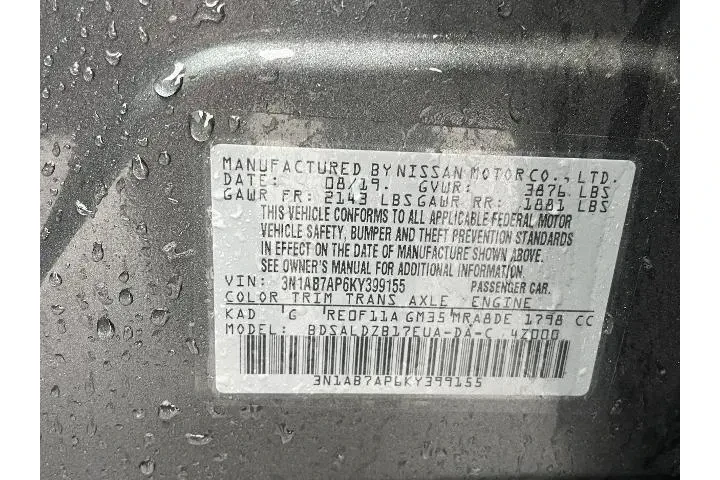 MANUFACTURED BY NISSAN MOTOR CO., LTD.
DATE: 08/19. GVWR: 3876 LBS
GAWR FR: 2143 LBS GAWR RR: 1881 LBS
THIS VEHICLE CONFORMS TO ALL APPLICABLE FEDERAL MOTOR
VEHICLE SAFETY, BUMPER AND THEFT PREVENTION STANDARDS
IN EFFECT ON THE DATE OF MANUFACTURE SHOWN ABOVE.
SEE OWNER'S MANUAL FOR ADDITIONAL INFORMATION.
VIN: 3N1AB7AP6KY399155 PASSENGER CAR.
COLOR TRIM TRANS AXLE ENGINE
KAD G RE0F11A GM35 MRA8DE 1798 CC
MODEL: BDSALDZB17EUA-DA-C, 4Z000
3N1AB7AP6KY399155